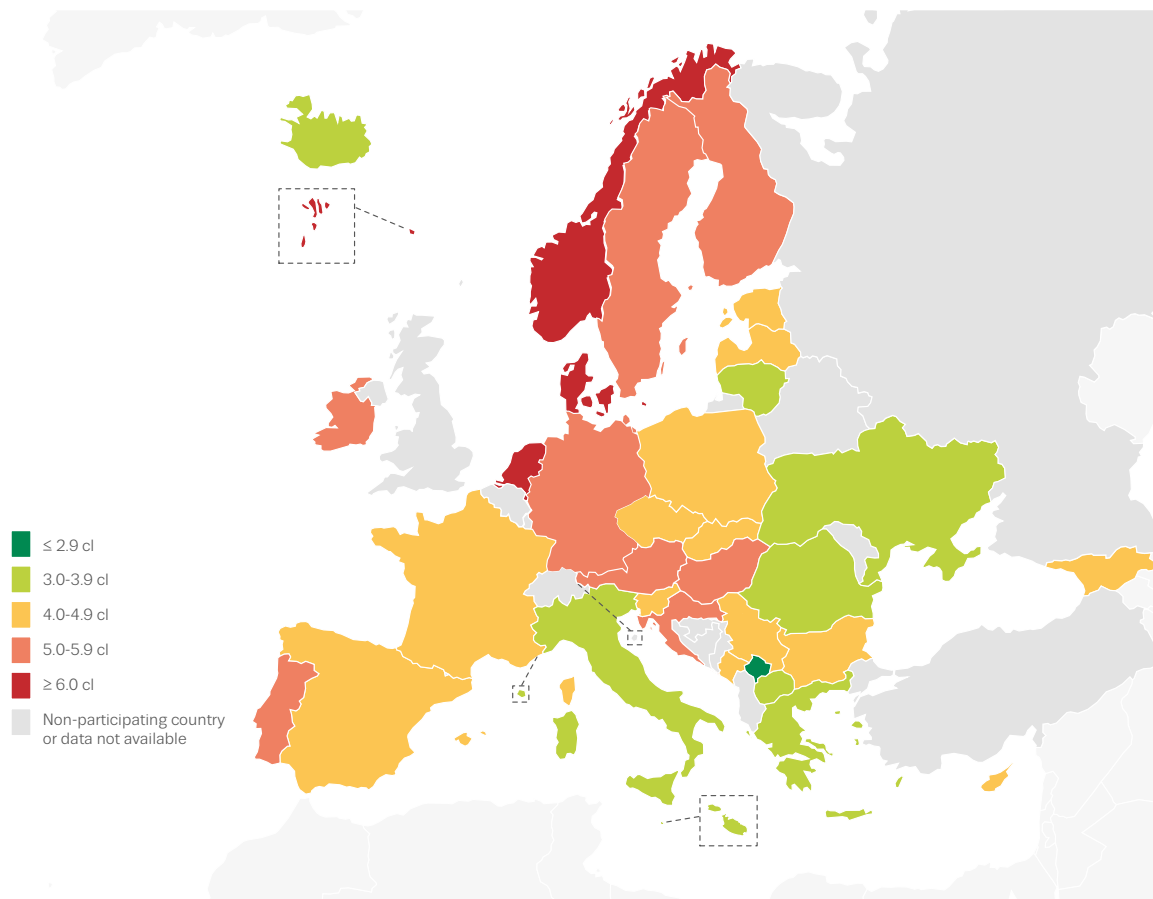 ≤ 2.9 cl
3.0-3.9 cl
4.0-4.9 cl
5.0-5.9 cl
≥ 6.0 cl
Non-participating country
or data not available